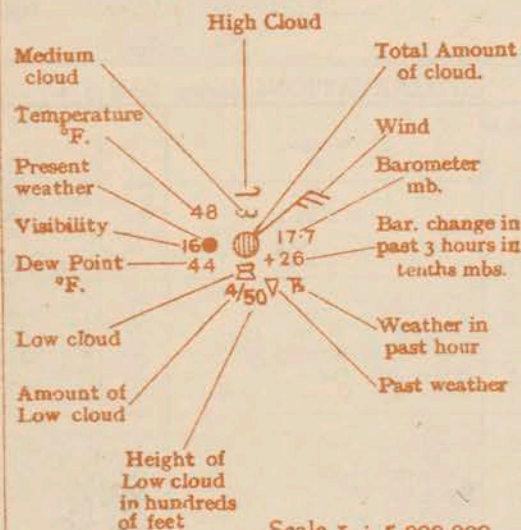 High Cloud
Medium
cloud
Total Amount
of cloud.
Temperature
°F.
Wind
Present
weather
Barometer
mb.
Visibility
Bar. change in
past 3 hours in
tenths mbs.
Dew Point
°F.
48
16
17.7
44
+26
4/50
Low cloud
Weather in
past hour
Amount of
Low cloud
Past weather
Height of
Low cloud
in hundreds
of feet